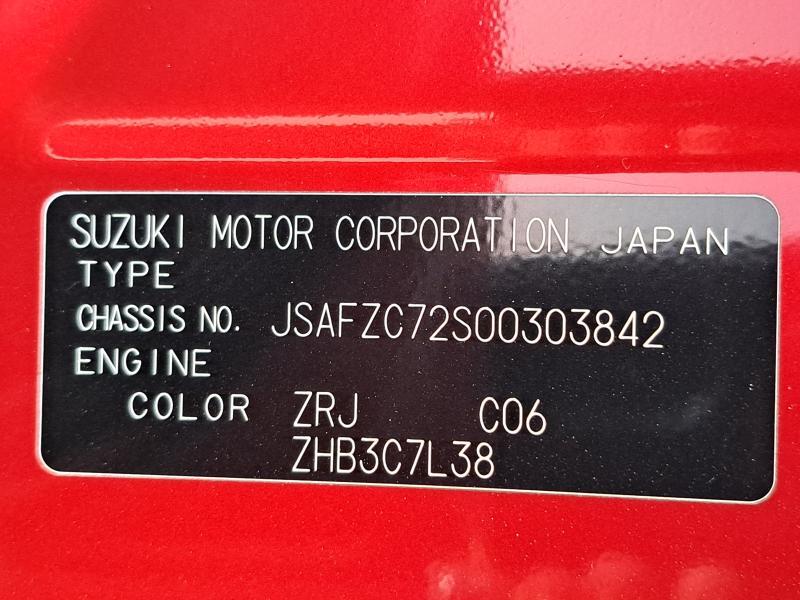 SUZUKI MOTOR CORPORATION JAPAN
TYPE
CHASSIS NO. JSAFZC72S00303842
ENGINE
COLOR ZRJ C06
ZHB3C7L38